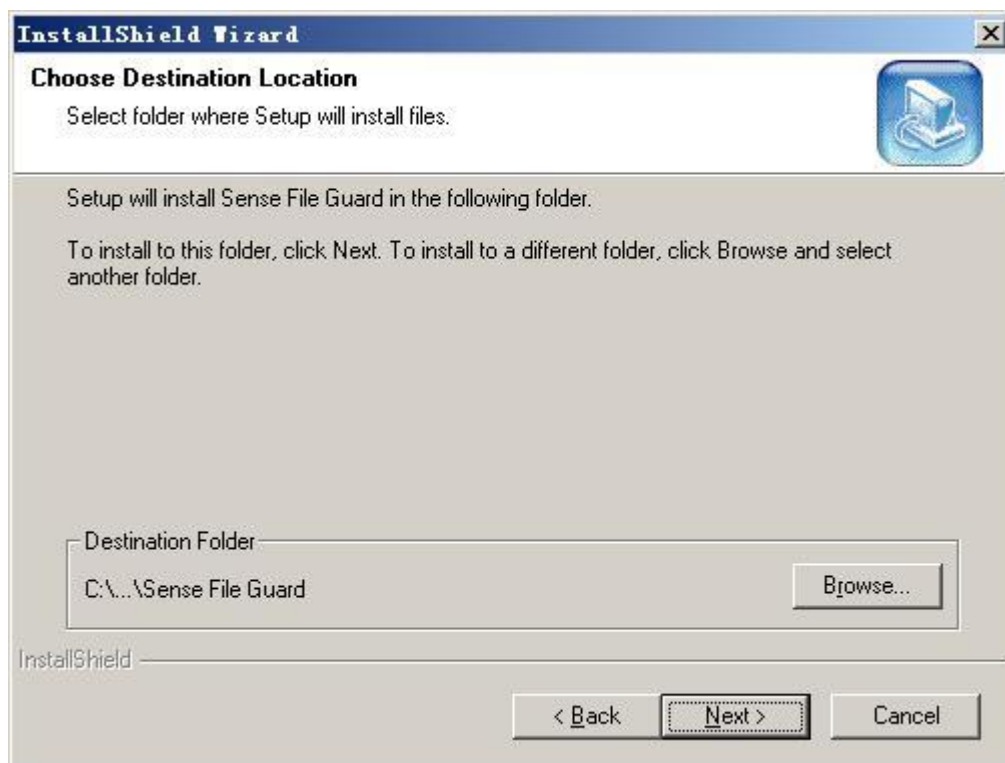 InstallShield Wizard
Choose Destination Location
Select folder where Setup will install files.
Setup will install Sense File Guard in the following folder.
To install to this folder, click Next. To install to a different folder, click Browse and select
another folder.
Destination Folder
C:\...\Sense File Guard
Browse...
InstallShield
< Back
Next >
Cancel